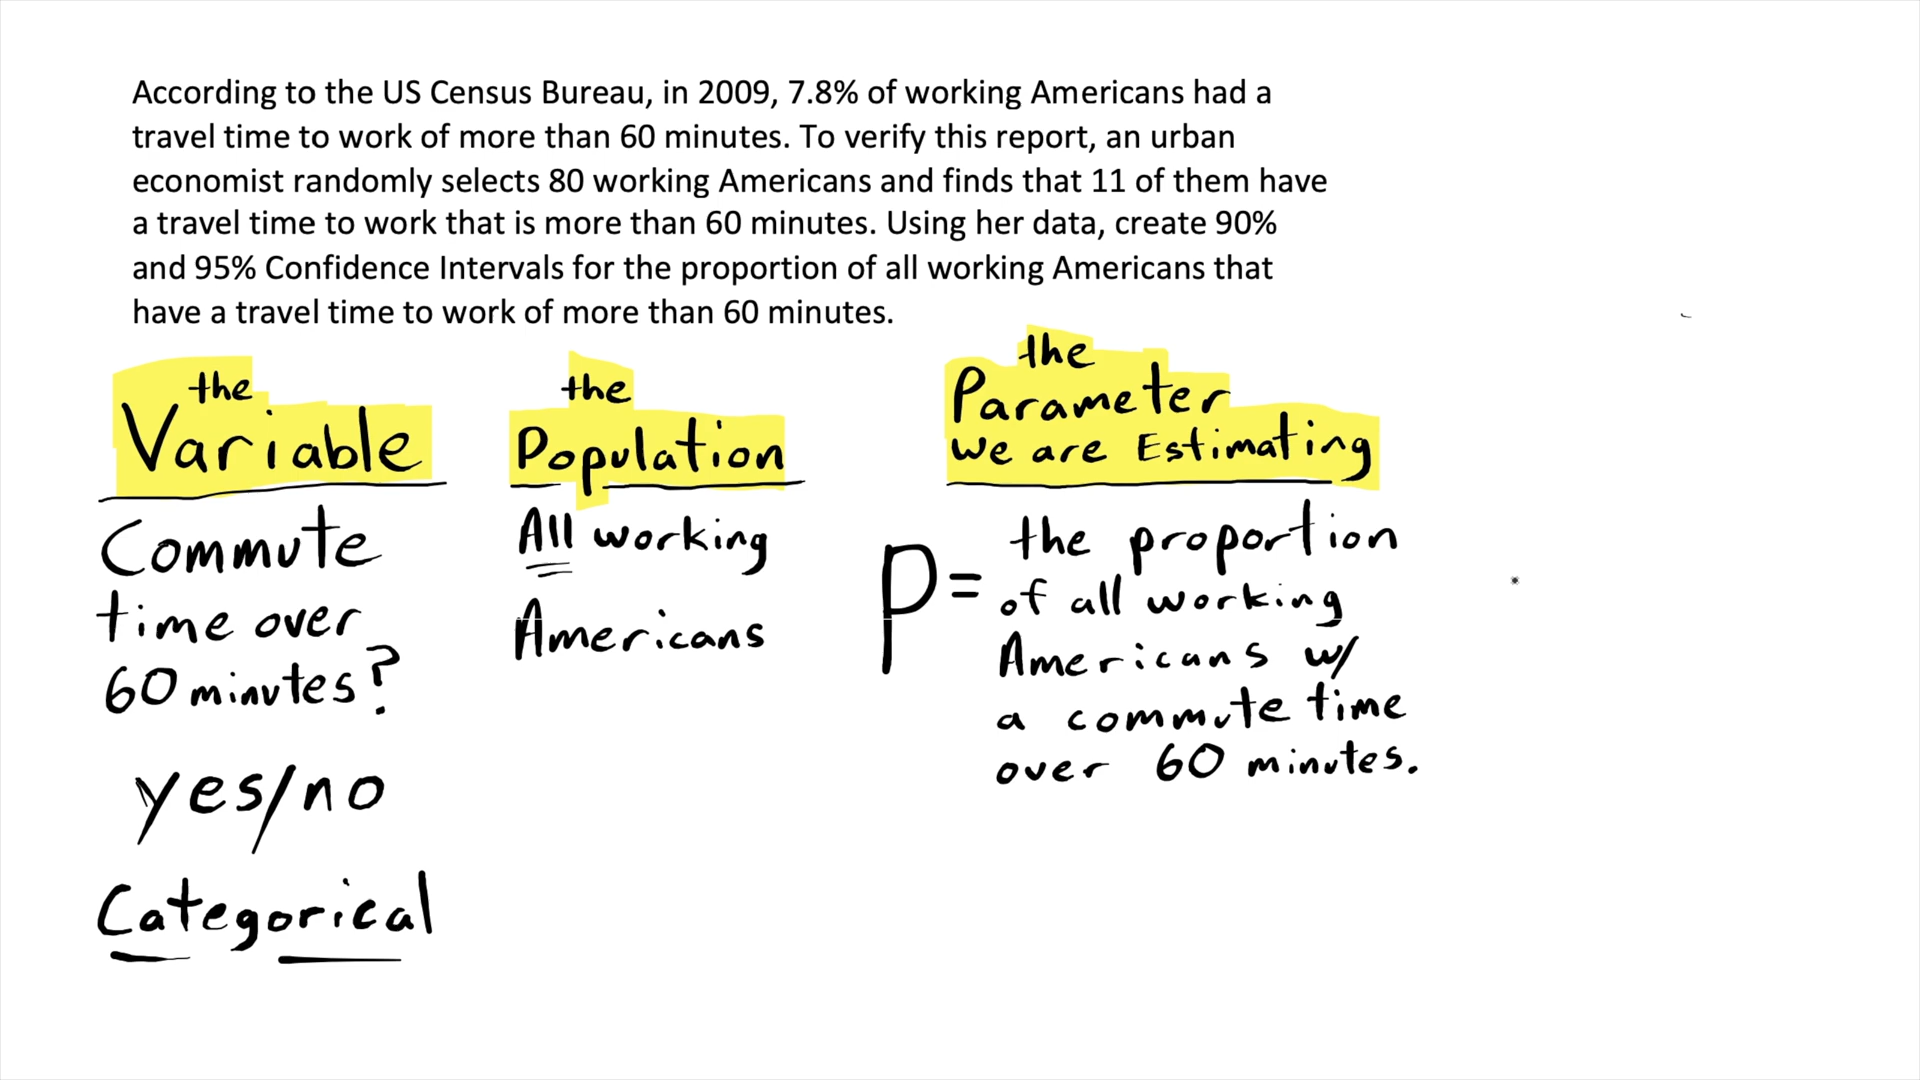 According to the US Census Bureau, in 2009, 7.8% of working Americans had a
travel time to work of more than 60 minutes. To verify this report, an urban
economist randomly selects 80 working Americans and finds that 11 of them have
a travel time to work that is more than 60 minutes. Using her data, create 90%
and 95% Confidence Intervals for the proportion of all working Americans that
have a travel time to work of more than 60 minutes.
the
Variable
Commute
time over
60 minutes?
yes/no
Categorical
the
Population
All working
Americans
the
Parameter
we are Estimating
P = the proportion
of all working
Americans w/
a commute time
over 60 minutes.